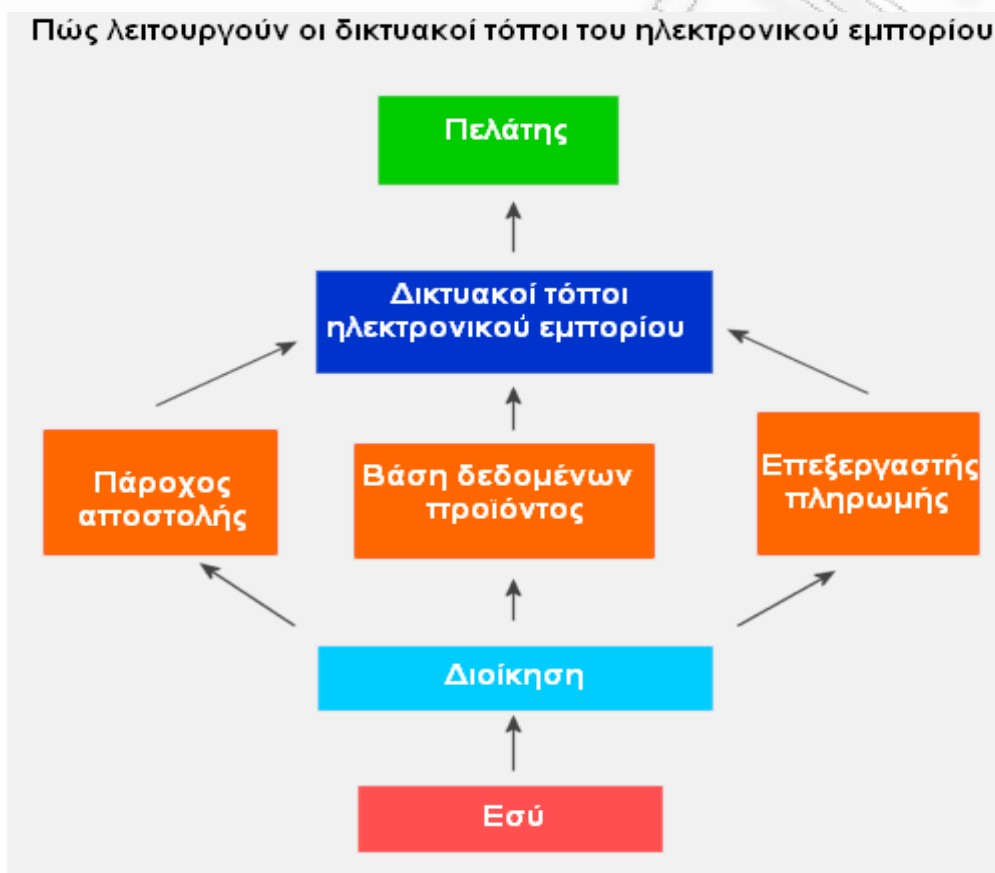 Πώς λειτουργούν οι δικτυακοί τόποι του ηλεκτρονικού εμπορίου
Πελάτης
Δικτυακοί τόποι
ηλεκτρονικού εμπορίου
Πάροχος
αποστολής
Βάση δεδομένων
προϊόντος
Επεξεργαστής
πληρωμής
Διοίκηση
Εσύ